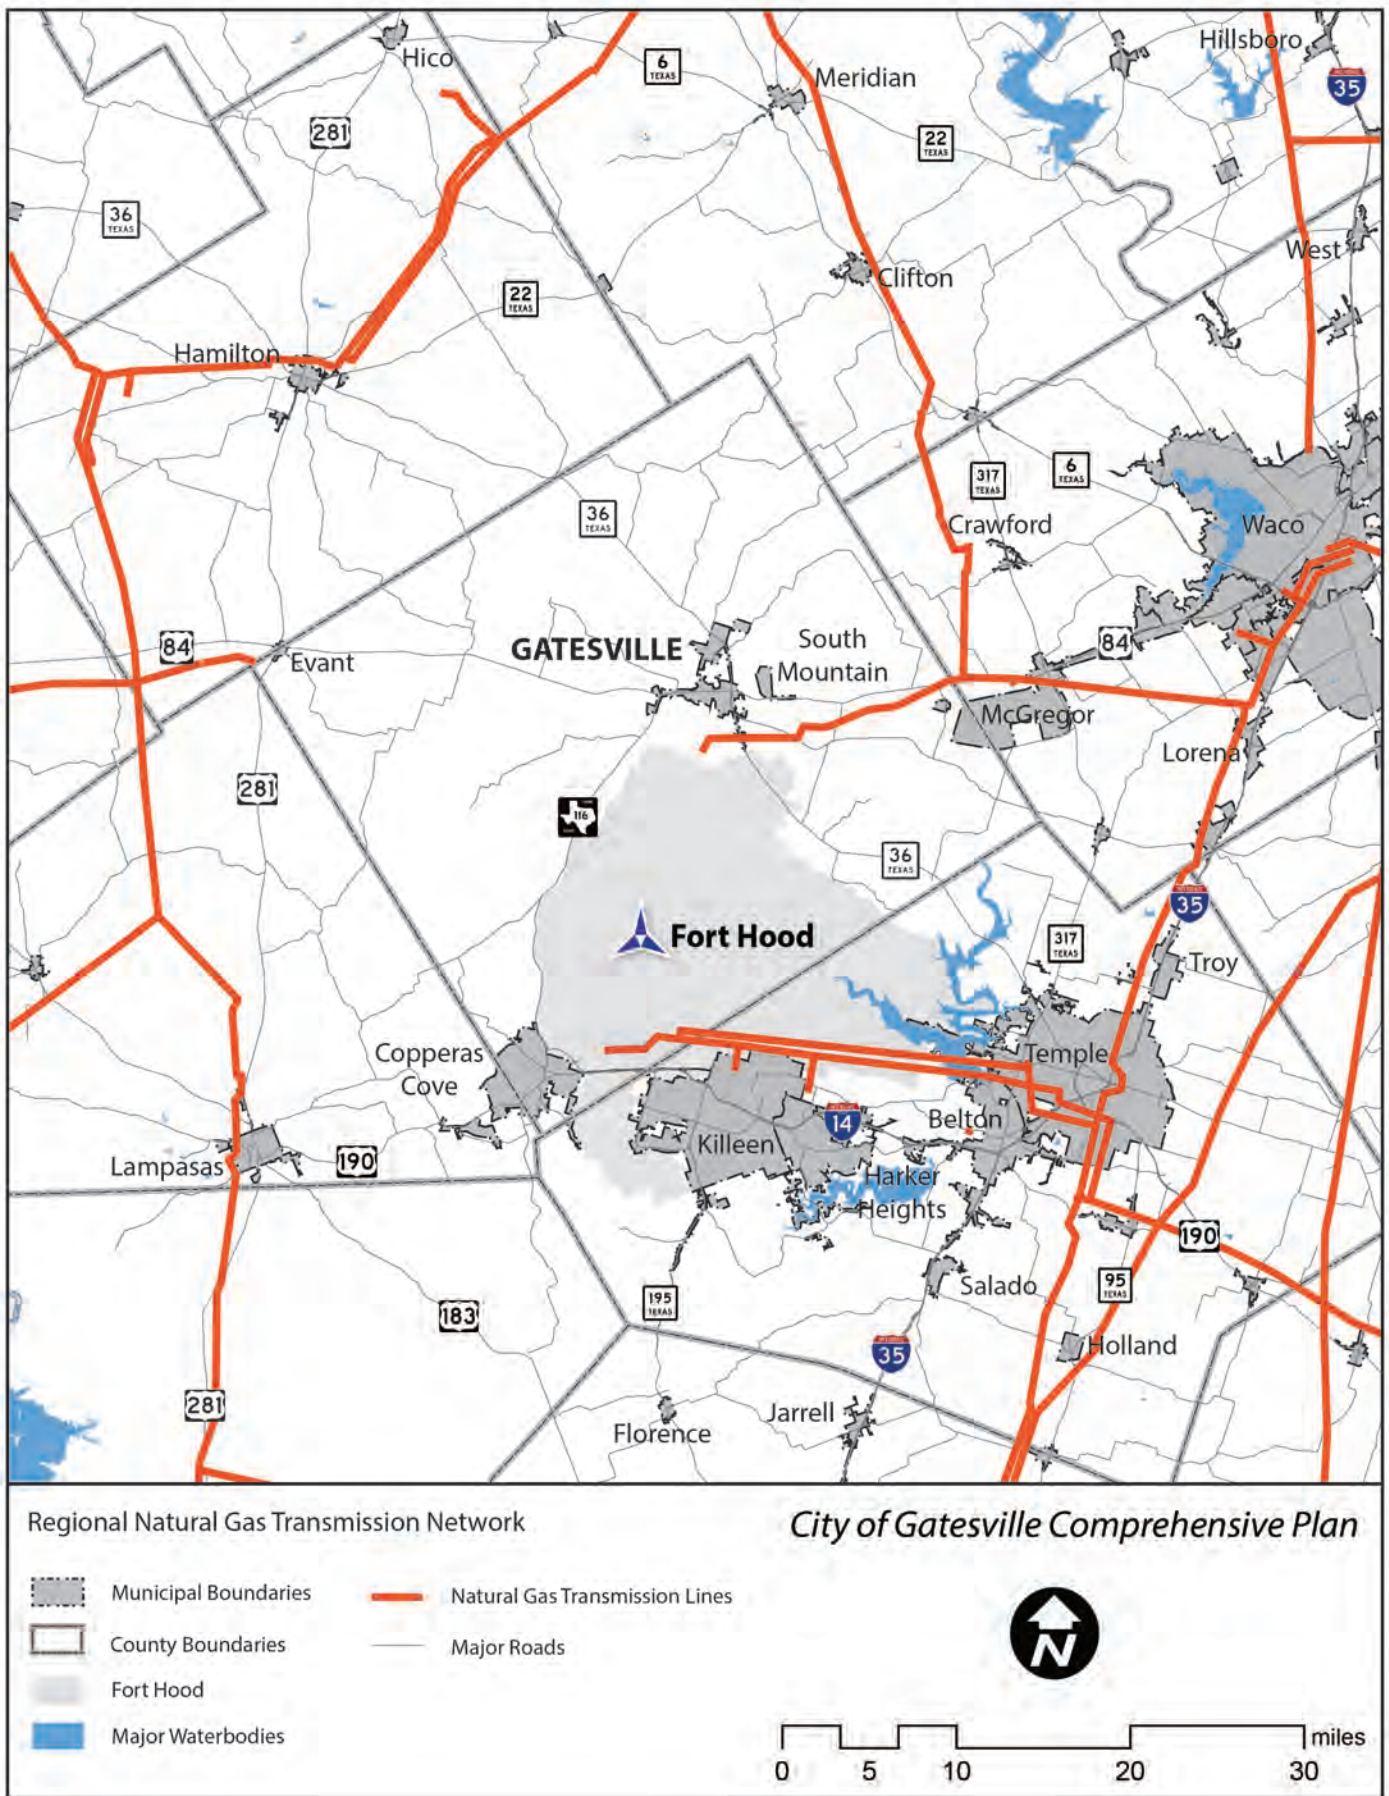 Hico
6
TEXAS
Meridian
Hillsboro
35
281
22
TEXAS
36
TEXAS
West
22
TEXAS
Clifton
Hamilton
317
TEXAS
6
TEXAS
36
TEXAS
Crawford
Waco
84
Evant
GATESVILLE
South
Mountain
84
McGregor
Lorena
281
116
36
TEXAS
35
Fort Hood
317
TEXAS
Troy
Copperas
Cove
Temple
Belton
14
Killeen
Lampasas
190
Harker
Heights
190
Salado
95
TEXAS
195
TEXAS
183
Holland
35
281
Florence
Jarrell
Regional Natural Gas Transmission Network
City of Gatesville Comprehensive Plan
Municipal Boundaries
Natural Gas Transmission Lines
County Boundaries
Major Roads
Fort Hood
Major Waterbodies
N
miles
0 5 10 20 30